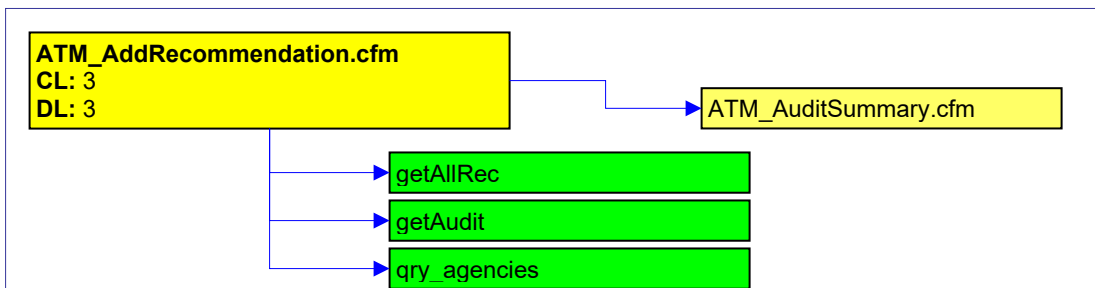 ATM_AddRecommendation.cfm
CL: 3
DL: 3
ATM_AuditSummary.cfm
getAllRec
getAudit
qry_agencies